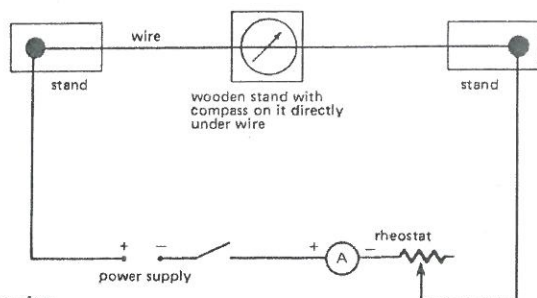 wire
stand
wooden stand with
compass on it directly
under wire
stand
+ − + A − rheostat
power supply